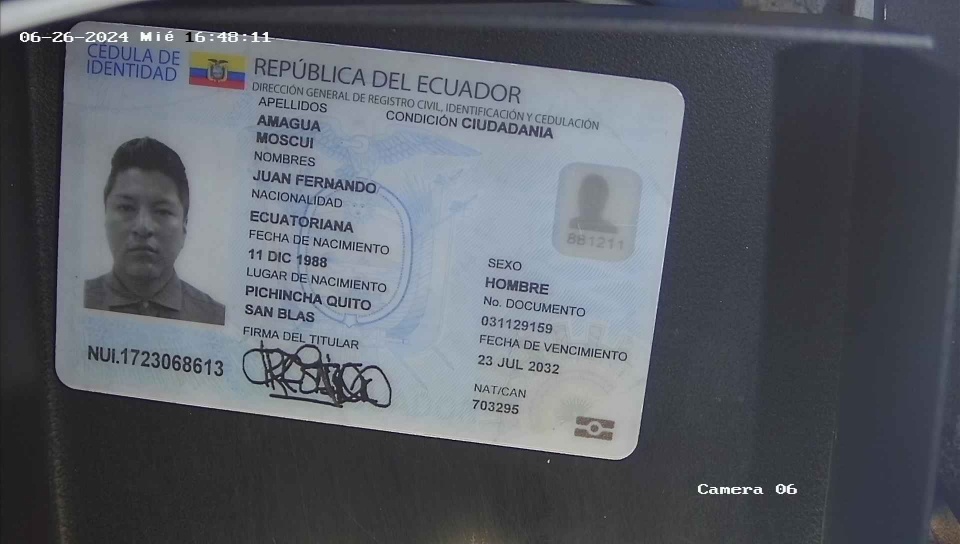 06-26-2024 Mié 16:48:11
CÉDULA DE
IDENTIDAD
REPÚBLICA DEL ECUADOR
DIRECCIÓN GENERAL DE REGISTRO CIVIL, IDENTIFICACIÓN Y CEDULACIÓN
APELLIDOS
CONDICIÓN CIUDADANIA
AMAGUA
MOSCUI
NOMBRES
JUAN FERNANDO
NACIONALIDAD
ECUATORIANA
FECHA DE NACIMIENTO
11 DIC 1988
LUGAR DE NACIMIENTO
PICHINCHA QUITO
SAN BLAS
FIRMA DEL TITULAR
NUI.1723068613
881211
SEXO
HOMBRE
No. DOCUMENTO
031129159
FECHA DE VENCIMIENTO
23 JUL 2032
NAT/CAN
703295
Camera 06